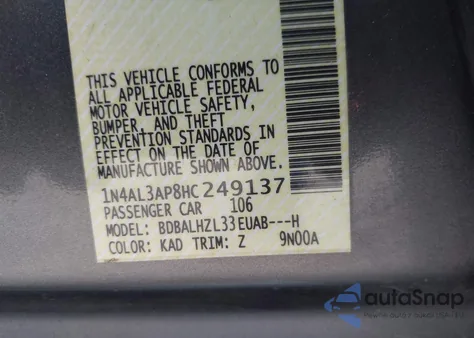 THIS VEHICLE CONFORMS TO
ALL APPLICABLE FEDERAL
MOTOR VEHICLE SAFETY,
BUMPER, AND THEFT
PREVENTION STANDARDS IN
EFFECT ON THE DATE OF
MANUFACTURE SHOWN ABOVE.
1N4AL3AP8HC249137
PASSENGER CAR 106
MODEL: BDBALHZL33EUAB---H
COLOR: KAD TRIM: Z 9N00A
autoSnap